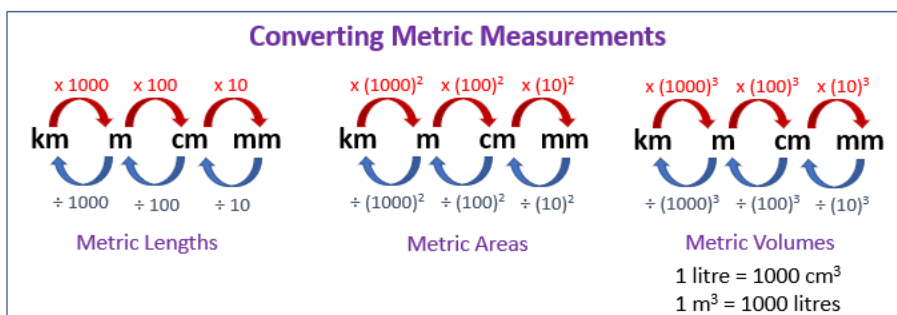 Converting Metric Measurements
x 1000 x 100 x 10
km m cm mm
÷ 1000 ÷ 100 ÷ 10
Metric Lengths
x (1000)² x (100)² x (10)²
km m cm mm
÷ (1000)² ÷ (100)² ÷ (10)²
Metric Areas
x (1000)³ x (100)³ x (10)³
km m cm mm
÷ (1000)³ ÷ (100)³ ÷ (10)³
Metric Volumes
1 litre = 1000 cm³
1 m³ = 1000 litres